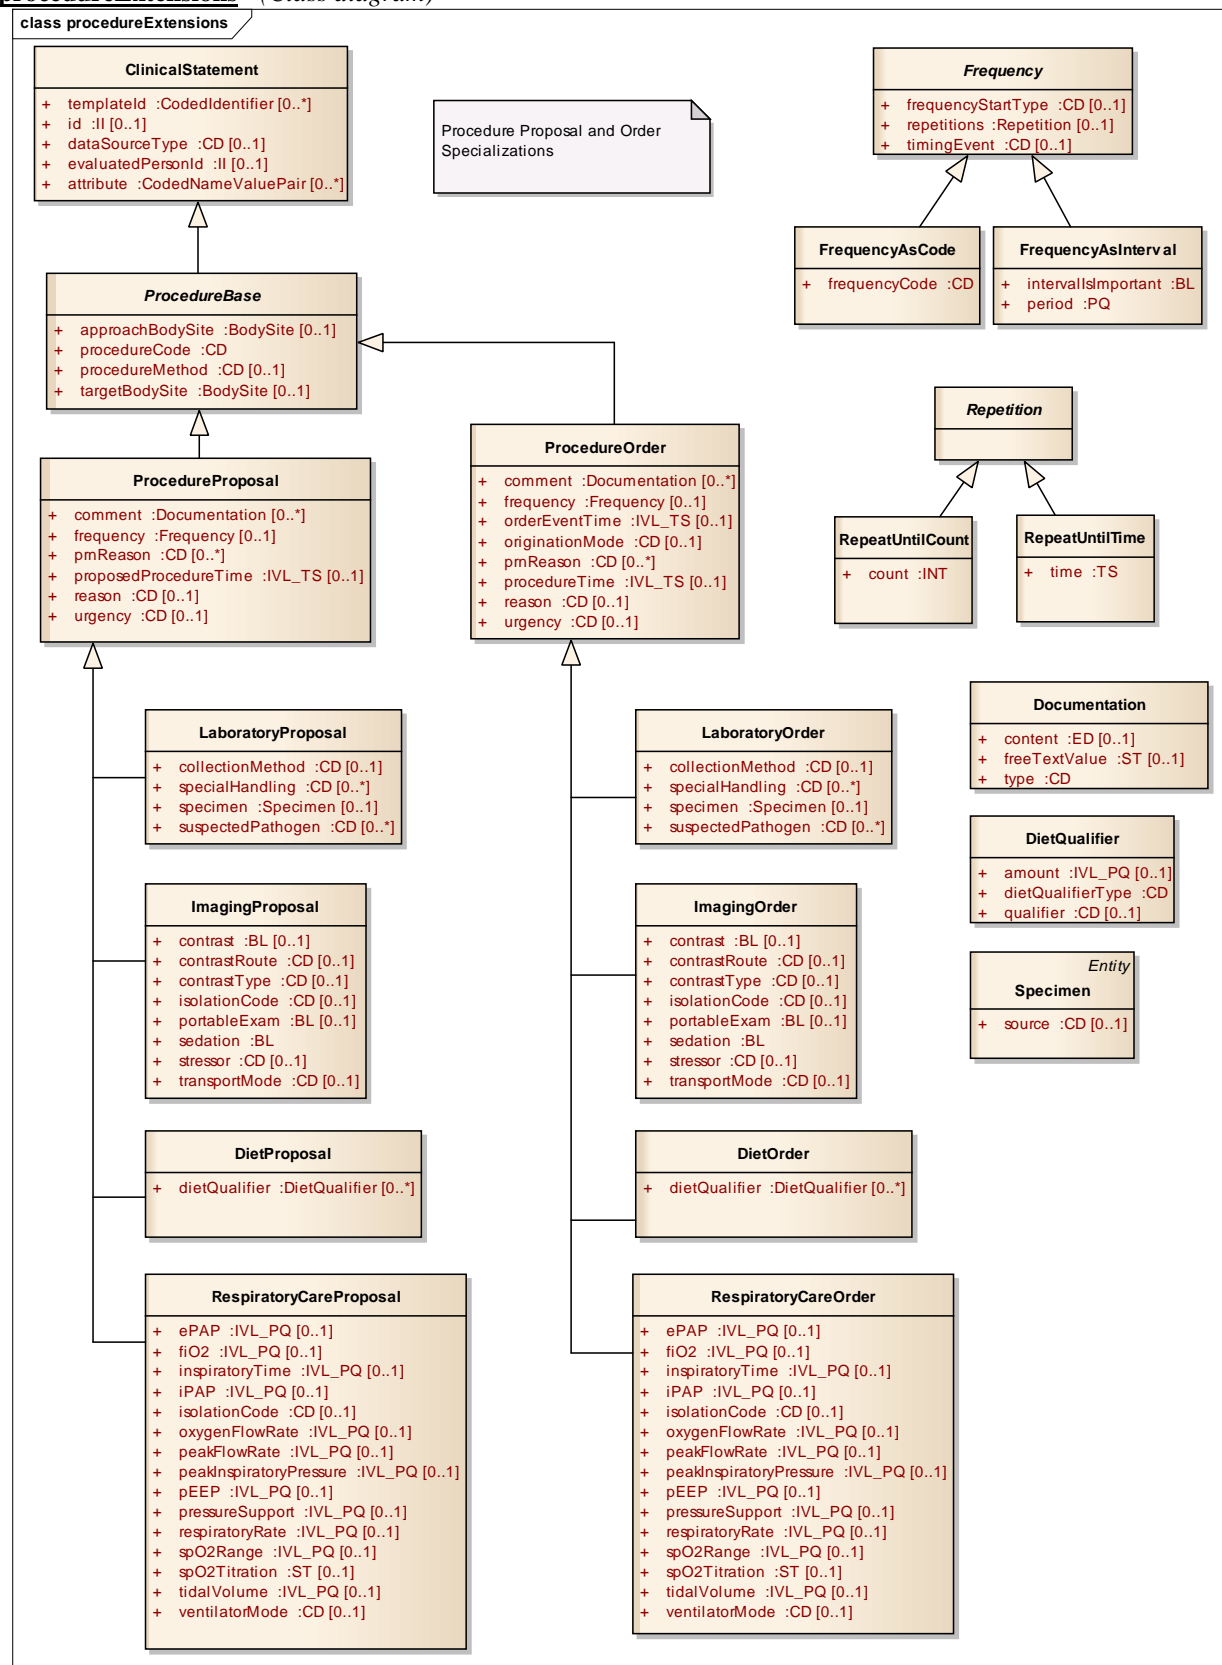 procedureExtensions (Class diagram)
class procedureExtensions
ClinicalStatement
+ templateId :CodedIdentifier [0..*]
+ id :II [0..1]
+ dataSourceType :CD [0..1]
+ evaluatedPersonId :II [0..1]
+ attribute :CodedNameValuePair [0..*]
Procedure Proposal and Order
Specializations
Frequency
+ frequencyStartType :CD [0..1]
+ repetitions :Repetition [0..1]
+ timingEvent :CD [0..1]
FrequencyAsCode
+ frequencyCode :CD
FrequencyAsInterval
+ intervalIsImportant :BL
+ period :PQ
ProcedureBase
+ approachBodySite :BodySite [0..1]
+ procedureCode :CD
+ procedureMethod :CD [0..1]
+ targetBodySite :BodySite [0..1]
Repetition
RepeatUntilCount
+ count :INT
RepeatUntilTime
+ time :TS
ProcedureProposal
+ comment :Documentation [0..*]
+ frequency :Frequency [0..1]
+ prnReason :CD [0..*]
+ proposedProcedureTime :IVL_TS [0..1]
+ reason :CD [0..1]
+ urgency :CD [0..1]
ProcedureOrder
+ comment :Documentation [0..*]
+ frequency :Frequency [0..1]
+ orderEventTime :IVL_TS [0..1]
+ originationMode :CD [0..1]
+ prnReason :CD [0..*]
+ procedureTime :IVL_TS [0..1]
+ reason :CD [0..1]
+ urgency :CD [0..1]
LaboratoryProposal
+ collectionMethod :CD [0..1]
+ specialHandling :CD [0..*]
+ specimen :Specimen [0..1]
+ suspectedPathogen :CD [0..*]
LaboratoryOrder
+ collectionMethod :CD [0..1]
+ specialHandling :CD [0..*]
+ specimen :Specimen [0..1]
+ suspectedPathogen :CD [0..*]
Documentation
+ content :ED [0..1]
+ freeTextValue :ST [0..1]
+ type :CD
DietQualifier
+ amount :IVL_PQ [0..1]
+ dietQualifierType :CD
+ qualifier :CD [0..1]
Entity
Specimen
+ source :CD [0..1]
ImagingProposal
+ contrast :BL [0..1]
+ contrastRoute :CD [0..1]
+ contrastType :CD [0..1]
+ isolationCode :CD [0..1]
+ portableExam :BL [0..1]
+ sedation :BL
+ stressor :CD [0..1]
+ transportMode :CD [0..1]
ImagingOrder
+ contrast :BL [0..1]
+ contrastRoute :CD [0..1]
+ contrastType :CD [0..1]
+ isolationCode :CD [0..1]
+ portableExam :BL [0..1]
+ sedation :BL
+ stressor :CD [0..1]
+ transportMode :CD [0..1]
DietProposal
+ dietQualifier :DietQualifier [0..*]
DietOrder
+ dietQualifier :DietQualifier [0..*]
RespiratoryCareProposal
+ ePAP :IVL_PQ [0..1]
+ fiO2 :IVL_PQ [0..1]
+ inspiratoryTime :IVL_PQ [0..1]
+ iPAP :IVL_PQ [0..1]
+ isolationCode :CD [0..1]
+ oxygenFlowRate :IVL_PQ [0..1]
+ peakFlowRate :IVL_PQ [0..1]
+ peakInspiratoryPressure :IVL_PQ [0..1]
+ pEEP :IVL_PQ [0..1]
+ pressureSupport :IVL_PQ [0..1]
+ respiratoryRate :IVL_PQ [0..1]
+ spO2Range :IVL_PQ [0..1]
+ spO2Titration :ST [0..1]
+ tidalVolume :IVL_PQ [0..1]
+ ventilatorMode :CD [0..1]
RespiratoryCareOrder
+ ePAP :IVL_PQ [0..1]
+ fiO2 :IVL_PQ [0..1]
+ inspiratoryTime :IVL_PQ [0..1]
+ iPAP :IVL_PQ [0..1]
+ isolationCode :CD [0..1]
+ oxygenFlowRate :IVL_PQ [0..1]
+ peakFlowRate :IVL_PQ [0..1]
+ peakInspiratoryPressure :IVL_PQ [0..1]
+ pEEP :IVL_PQ [0..1]
+ pressureSupport :IVL_PQ [0..1]
+ respiratoryRate :IVL_PQ [0..1]
+ spO2Range :IVL_PQ [0..1]
+ spO2Titration :ST [0..1]
+ tidalVolume :IVL_PQ [0..1]
+ ventilatorMode :CD [0..1]